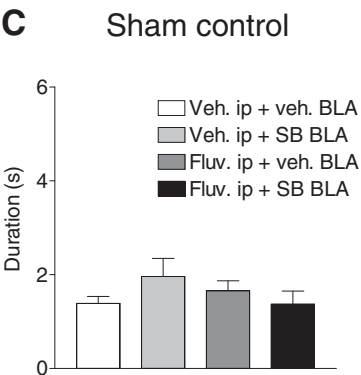 C Sham control
6
Veh. ip + veh. BLA
Veh. ip + SB BLA
Fluv. ip + veh. BLA
Fluv. ip + SB BLA
4
Duration (s)
2
0